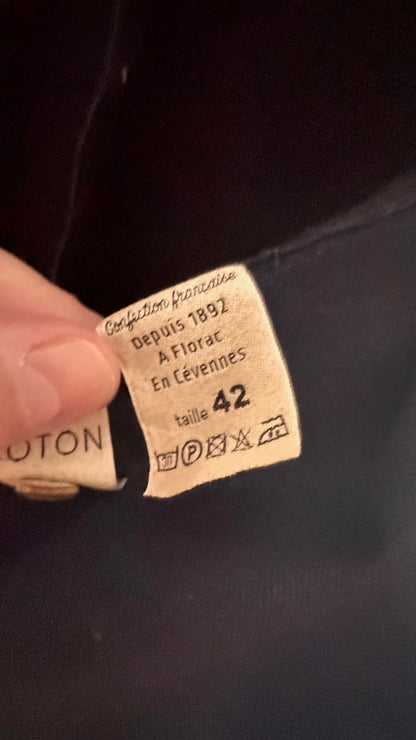 Confection française
Depuis 1892
A Florac
En Cévennes
taille 42
P
OTON